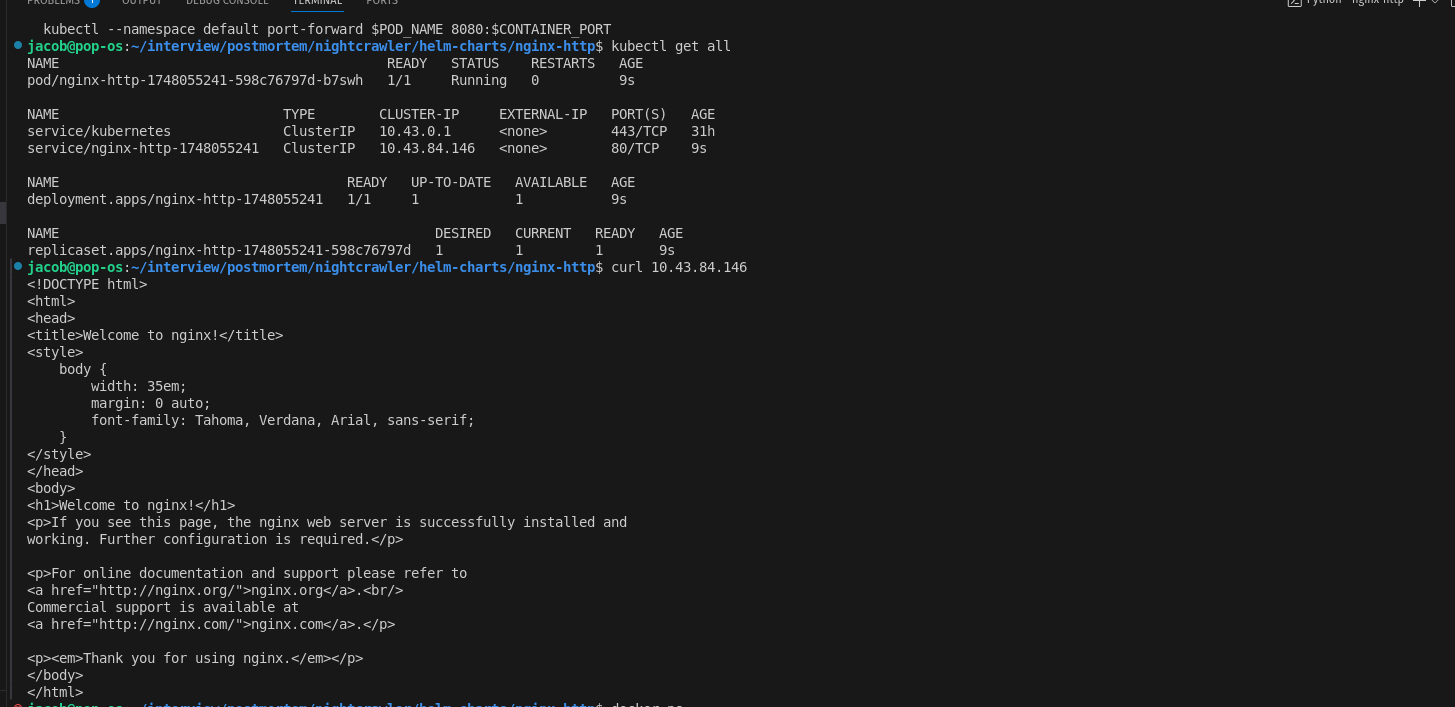 PROBLEMS OUTPUT DEBUG CONSOLE TERMINAL PORTS Python - nginx-http
kubectl --namespace default port-forward $POD_NAME 8080:$CONTAINER_PORT
jacob@pop-os:~/interview/postmortem/nightcrawler/helm-charts/nginx-http$ kubectl get all
NAME READY STATUS RESTARTS AGE
pod/nginx-http-1748055241-598c76797d-b7swh 1/1 Running 0 9s
NAME TYPE CLUSTER-IP EXTERNAL-IP PORT(S) AGE
service/kubernetes ClusterIP 10.43.0.1 <none> 443/TCP 31h
service/nginx-http-1748055241 ClusterIP 10.43.84.146 <none> 80/TCP 9s
NAME READY UP-TO-DATE AVAILABLE AGE
deployment.apps/nginx-http-1748055241 1/1 1 1 9s
NAME DESIRED CURRENT READY AGE
replicaset.apps/nginx-http-1748055241-598c76797d 1 1 1 9s
jacob@pop-os:~/interview/postmortem/nightcrawler/helm-charts/nginx-http$ curl 10.43.84.146
<!DOCTYPE html>
<html>
<head>
<title>Welcome to nginx!</title>
<style>
body {
width: 35em;
margin: 0 auto;
font-family: Tahoma, Verdana, Arial, sans-serif;
}
</style>
</head>
<body>
<h1>Welcome to nginx!</h1>
<p>If you see this page, the nginx web server is successfully installed and
working. Further configuration is required.</p>
<p>For online documentation and support please refer to
<a href="http://nginx.org/">nginx.org</a>.<br/>
Commercial support is available at
<a href="http://nginx.com/">nginx.com</a>.</p>
<p><em>Thank you for using nginx.</em></p>
</body>
</html>
jacob@pop-os:~/interview/postmortem/nightcrawler/helm-charts/nginx-http$ docker ps